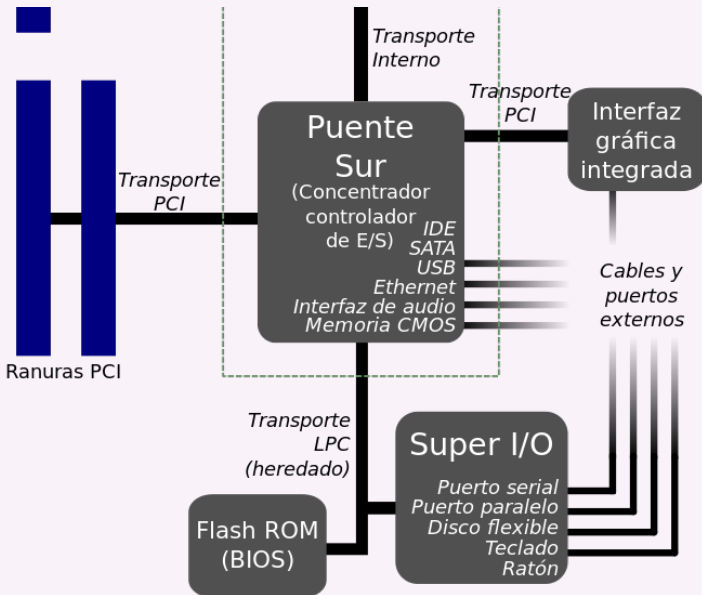 Transporte
Interno
Transporte
PCI
Interfaz
gráfica
integrada
Puente
Sur
(Concentrador
controlador
de E/S)
IDE
SATA
USB
Ethernet
Interfaz de audio
Memoria CMOS
Transporte
PCI
Cables y
puertos
externos
Ranuras PCI
Transporte
LPC
(heredado)
Super I/O
Puerto serial
Puerto paralelo
Disco flexible
Teclado
Ratón
Flash ROM
(BIOS)